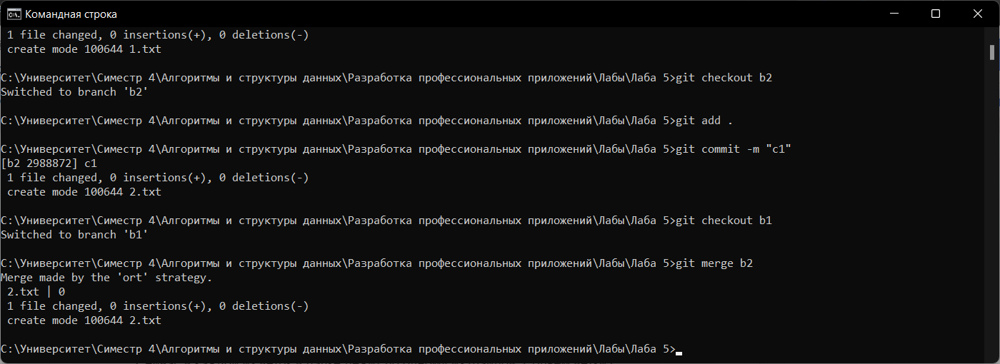 Командная строка
1 file changed, 0 insertions(+), 0 deletions(-)
create mode 100644 1.txt
C:\Университет\Симестр 4\Алгоритмы и структуры данных\Разработка профессиональных приложений\Лабы\Лаба 5>git checkout b2
Switched to branch 'b2'
C:\Университет\Симестр 4\Алгоритмы и структуры данных\Разработка профессиональных приложений\Лабы\Лаба 5>git add .
C:\Университет\Симестр 4\Алгоритмы и структуры данных\Разработка профессиональных приложений\Лабы\Лаба 5>git commit -m "c1"
[b2 2988872] c1
1 file changed, 0 insertions(+), 0 deletions(-)
create mode 100644 2.txt
C:\Университет\Симестр 4\Алгоритмы и структуры данных\Разработка профессиональных приложений\Лабы\Лаба 5>git checkout b1
Switched to branch 'b1'
C:\Университет\Симестр 4\Алгоритмы и структуры данных\Разработка профессиональных приложений\Лабы\Лаба 5>git merge b2
Merge made by the 'ort' strategy.
2.txt | 0
1 file changed, 0 insertions(+), 0 deletions(-)
create mode 100644 2.txt
C:\Университет\Симестр 4\Алгоритмы и структуры данных\Разработка профессиональных приложений\Лабы\Лаба 5>